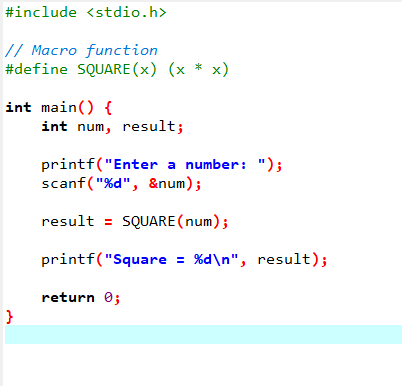 #include <stdio.h>
// Macro function
#define SQUARE(x) (x * x)
int main() {
    int num, result;
    printf("Enter a number: ");
    scanf("%d", &num);
    result = SQUARE(num);
    printf("Square = %d\n", result);
    return 0;
}